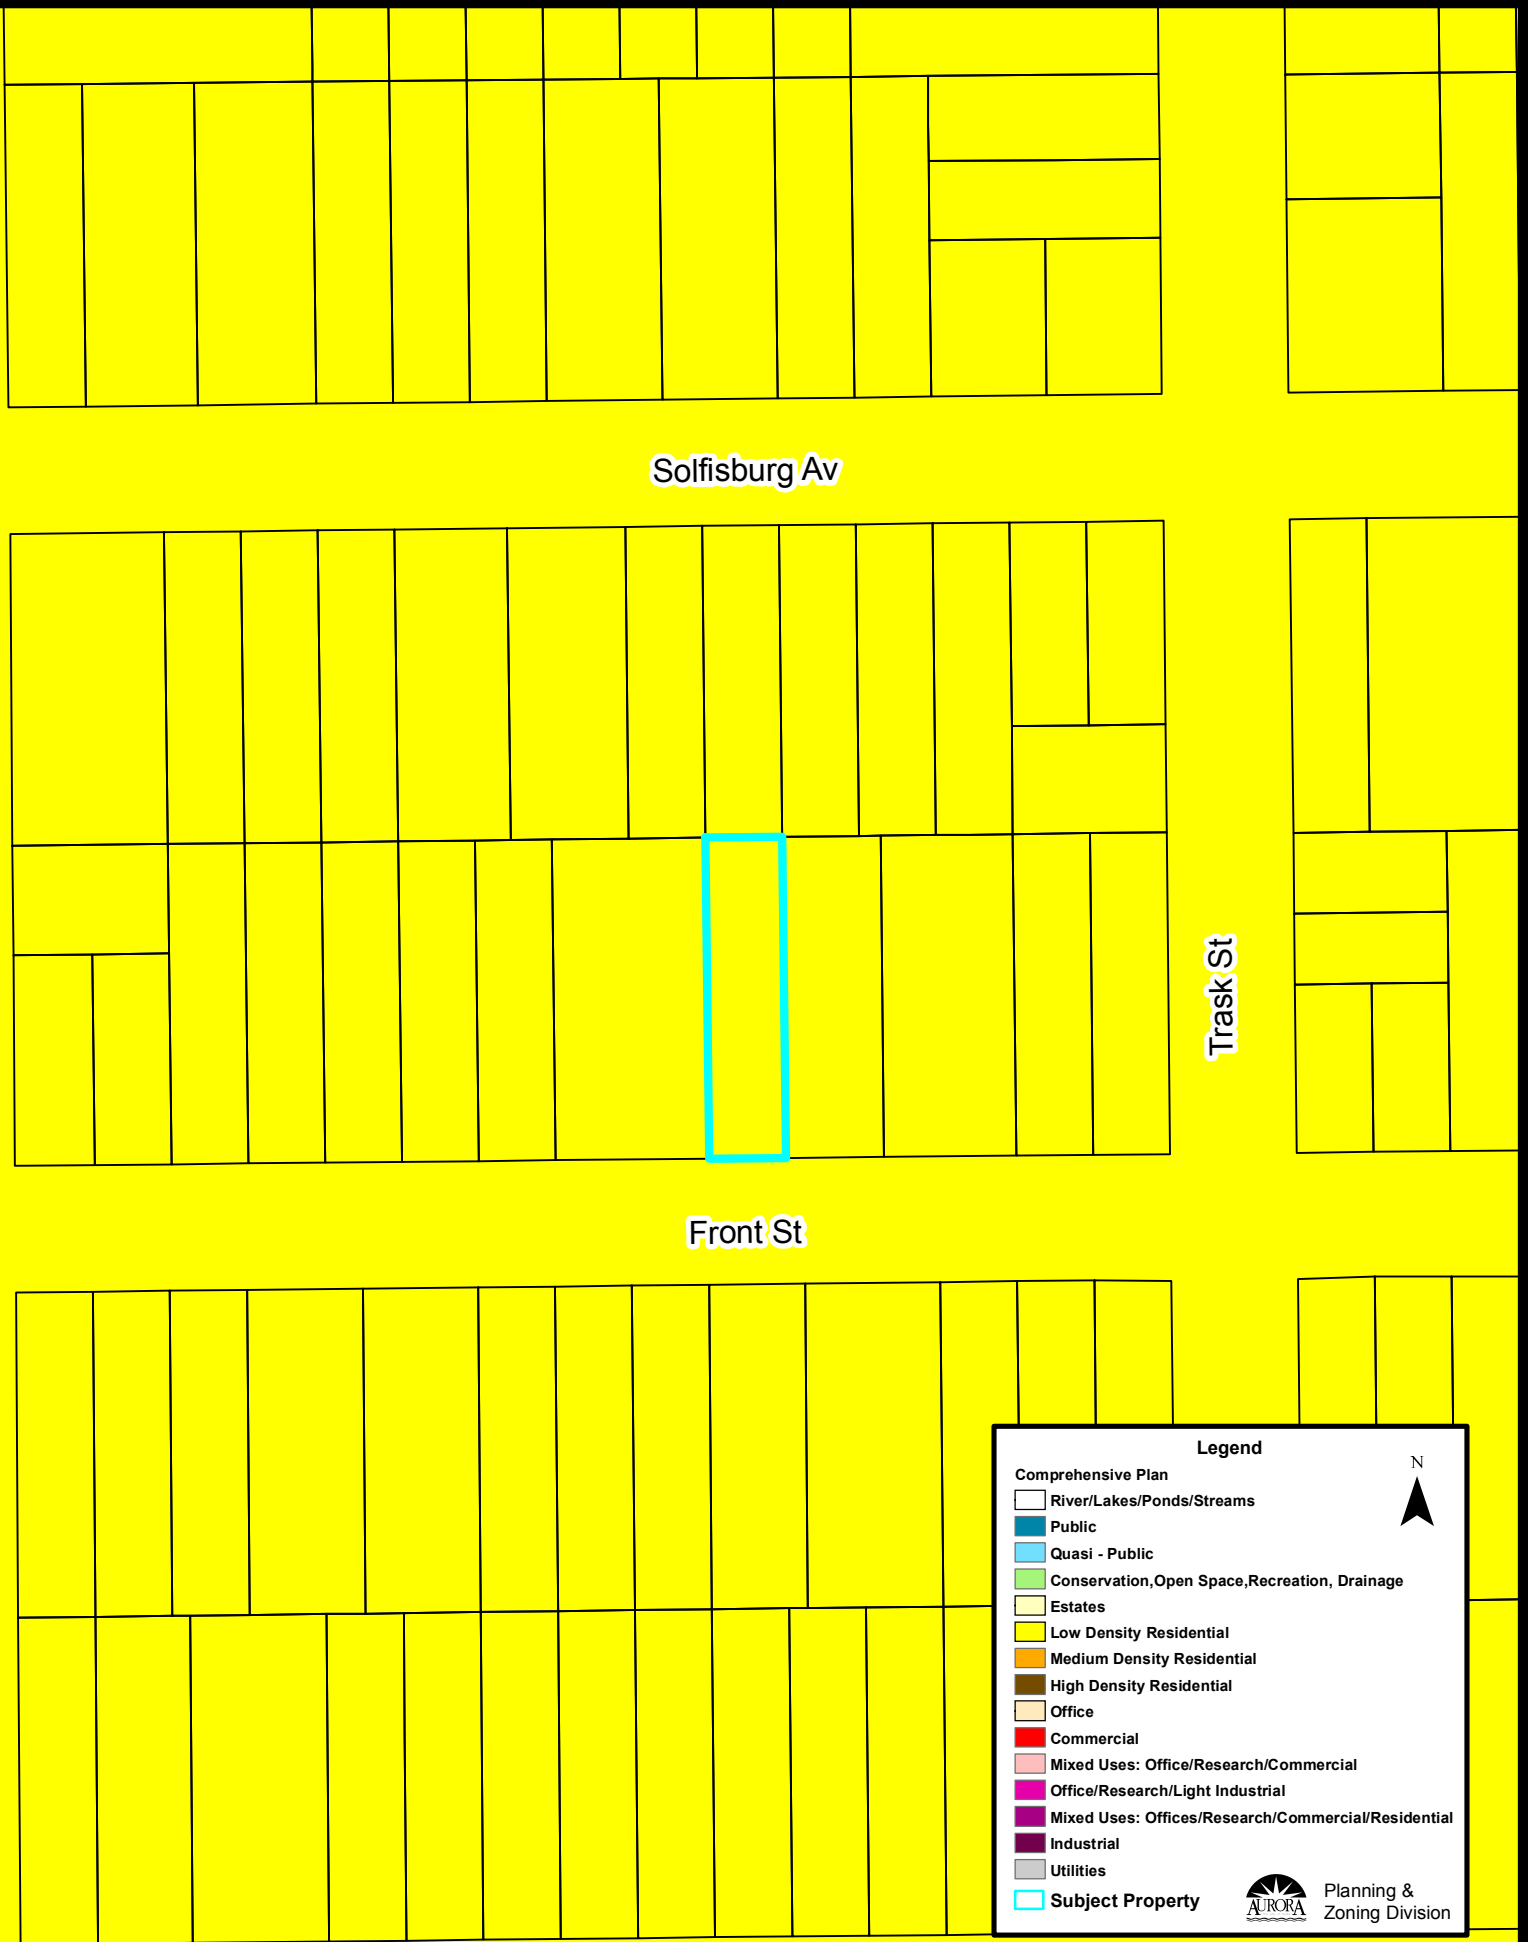 Solfisburg Av
Trask St
Front St
Legend
N
Comprehensive Plan
River/Lakes/Ponds/Streams
Public
Quasi - Public
Conservation,Open Space,Recreation, Drainage
Estates
Low Density Residential
Medium Density Residential
High Density Residential
Office
Commercial
Mixed Uses: Office/Research/Commercial
Office/Research/Light Industrial
Mixed Uses: Offices/Research/Commercial/Residential
Industrial
Utilities
Subject Property
AURORA
Planning &
Zoning Division